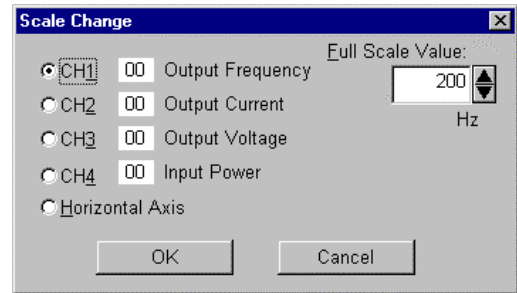 Scale Change
Full Scale Value:
CH1 00 Output Frequency
200
CH2 00 Output Current
Hz
CH3 00 Output Voltage
CH4 00 Input Power
Horizontal Axis
OK Cancel